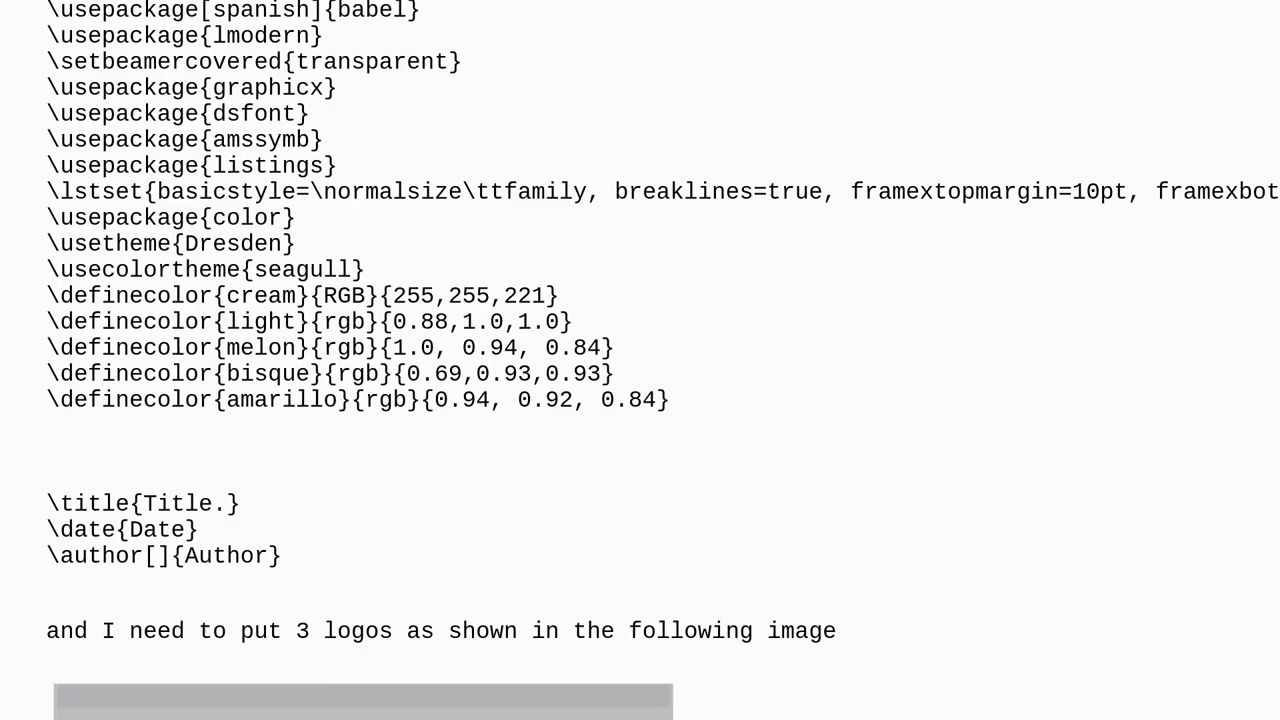 \usepackage[spanish]{babel}
\usepackage{lmodern}
\setbeamercovered{transparent}
\usepackage{graphicx}
\usepackage{dsfont}
\usepackage{amssymb}
\usepackage{listings}
\lstset{basicstyle=\normalsize\ttfamily, breaklines=true, framextopmargin=10pt, framexbot
\usepackage{color}
\usetheme{Dresden}
\usecolortheme{seagull}
\definecolor{cream}{RGB}{255,255,221}
\definecolor{light}{rgb}{0.88,1.0,1.0}
\definecolor{melon}{rgb}{1.0, 0.94, 0.84}
\definecolor{bisque}{rgb}{0.69,0.93,0.93}
\definecolor{amarillo}{rgb}{0.94, 0.92, 0.84}
\title{Title.}
\date{Date}
\author[]{Author}
and I need to put 3 logos as shown in the following image